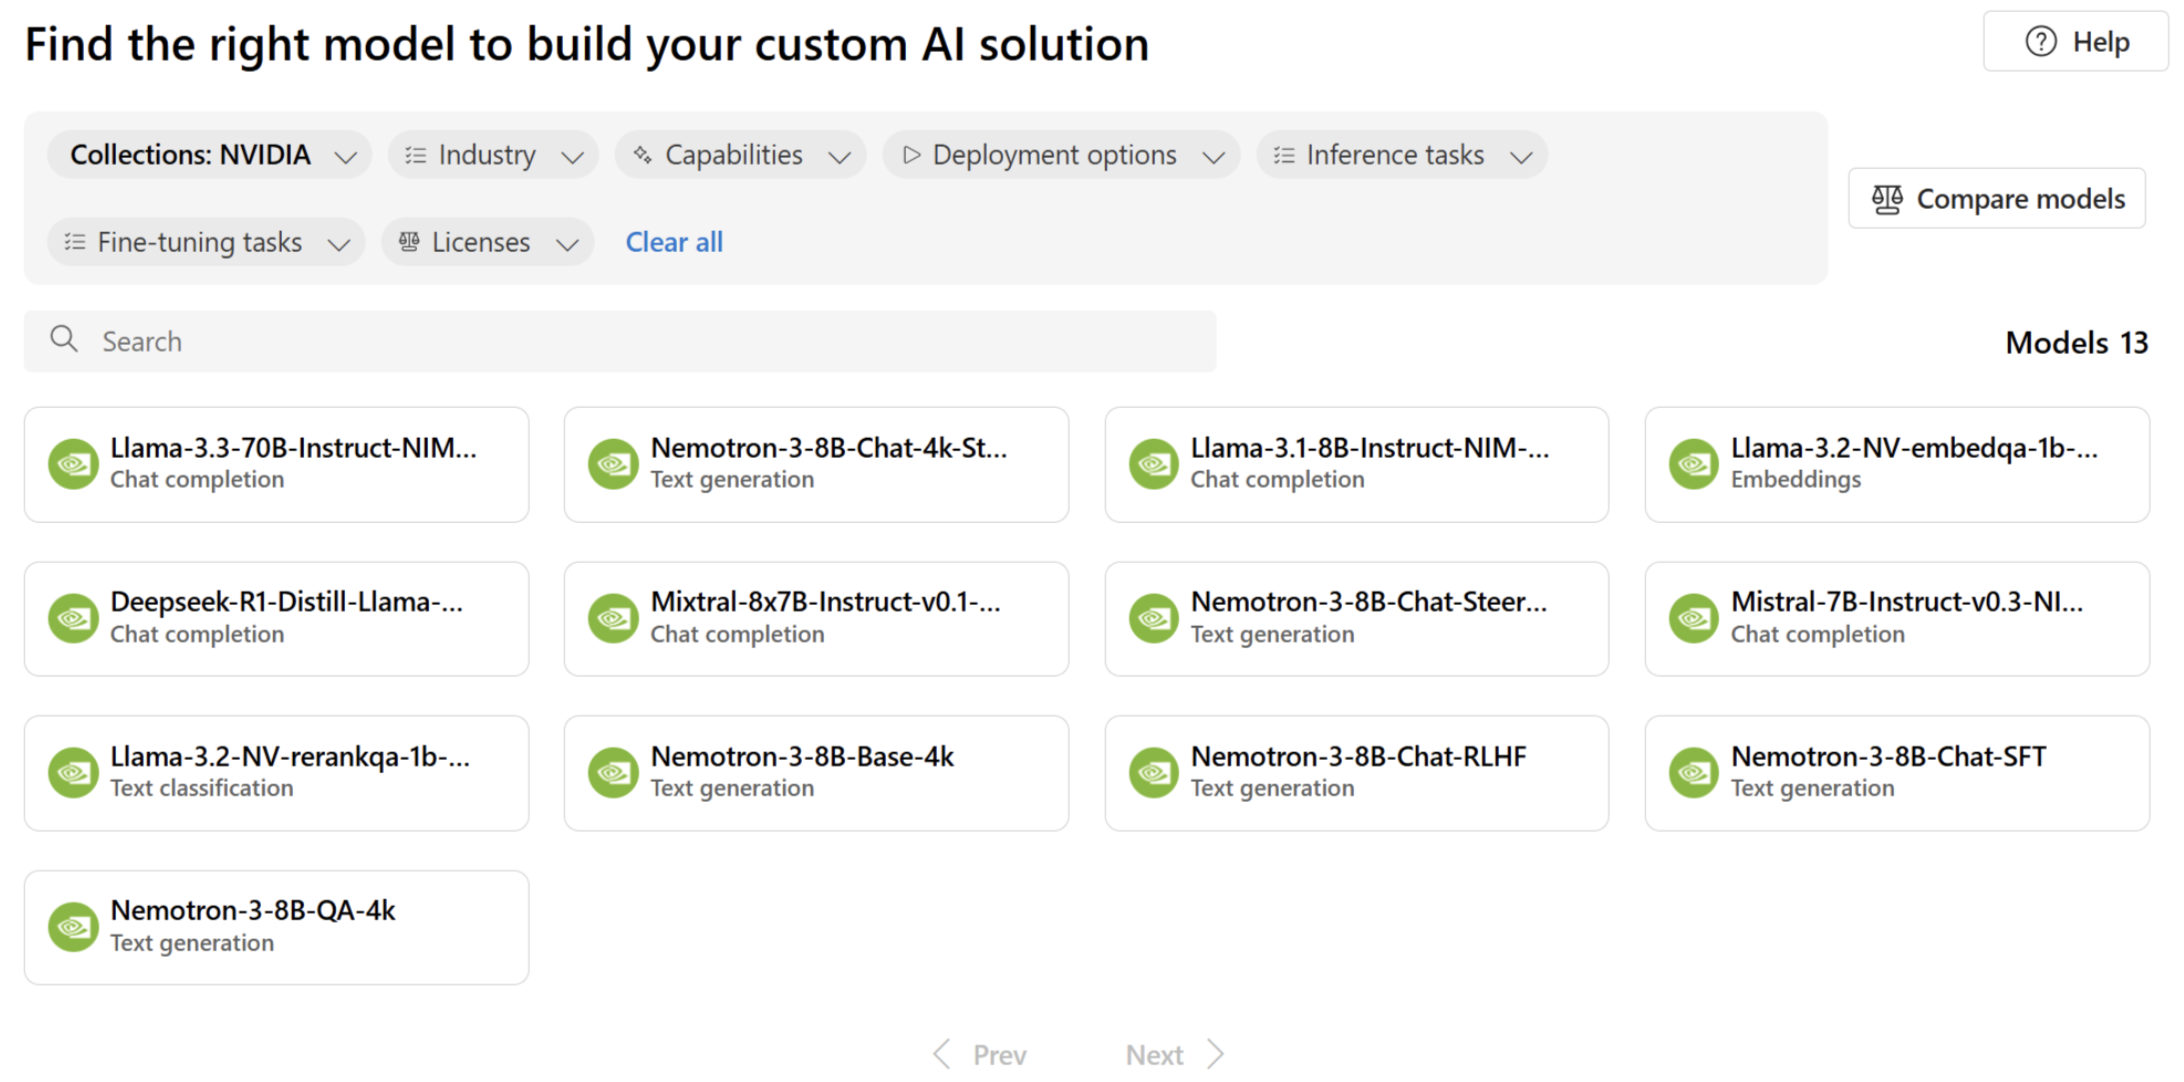 Find the right model to build your custom AI solution
Help
Collections: NVIDIA
Industry
Capabilities
Deployment options
Inference tasks
Fine-tuning tasks
Licenses
Clear all
Compare models
Search
Models 13
Llama-3.3-70B-Instruct-NIM...
Chat completion
Nemotron-3-8B-Chat-4k-St...
Text generation
Llama-3.1-8B-Instruct-NIM-...
Chat completion
Llama-3.2-NV-embedqa-1b-...
Embeddings
Deepseek-R1-Distill-Llama-...
Chat completion
Mixtral-8x7B-Instruct-v0.1-...
Chat completion
Nemotron-3-8B-Chat-Steer...
Text generation
Mistral-7B-Instruct-v0.3-NI...
Chat completion
Llama-3.2-NV-rerankqa-1b-...
Text classification
Nemotron-3-8B-Base-4k
Text generation
Nemotron-3-8B-Chat-RLHF
Text generation
Nemotron-3-8B-Chat-SFT
Text generation
Nemotron-3-8B-QA-4k
Text generation
Prev
Next